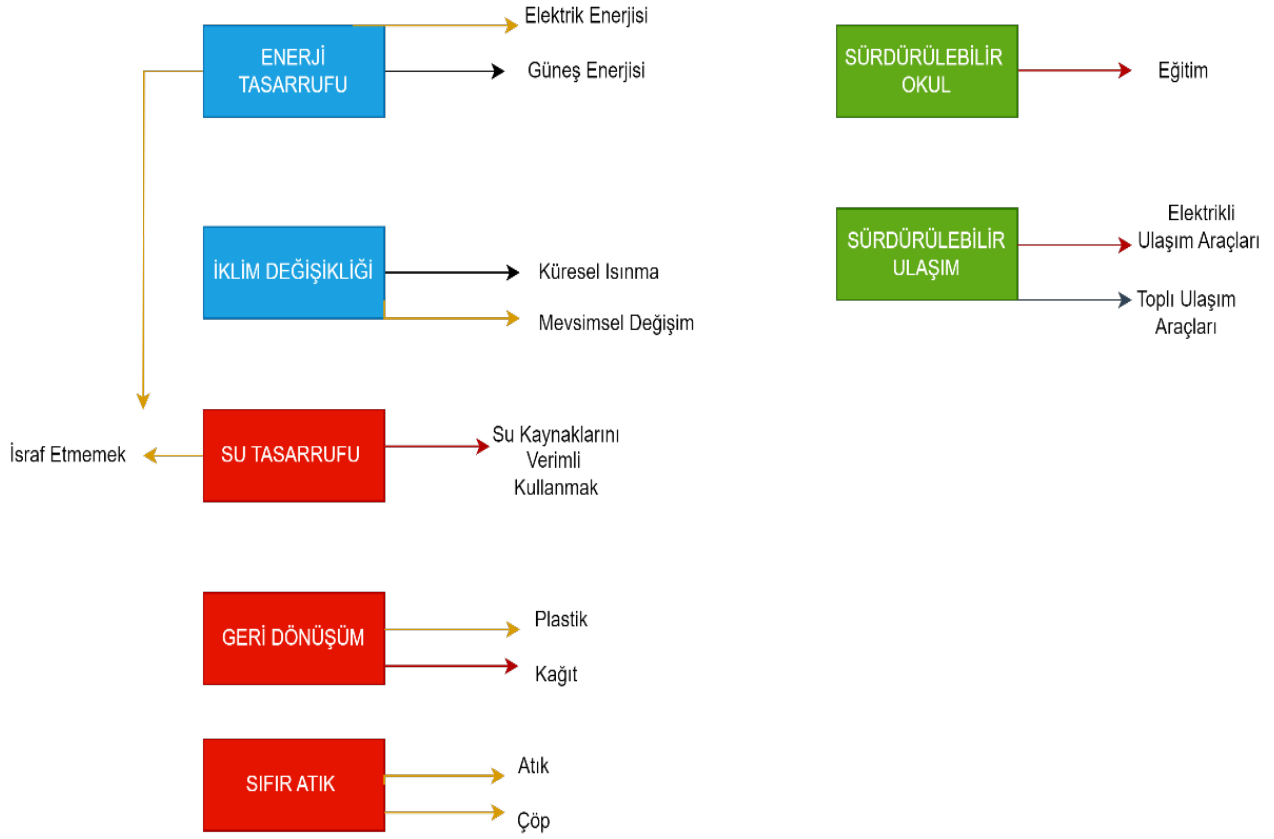 Elektrik Enerjisi
ENERJİ
TASARRUFU
Güneş Enerjisi
İKLİM DEĞİŞİKLİĞİ
Küresel Isınma
Mevsimsel Değişim
İsraf Etmemek
SU TASARRUFU
Su Kaynaklarını
Verimli
Kullanmak
GERİ DÖNÜŞÜM
Plastik
Kağıt
SIFIR ATIK
Atık
Çöp
SÜRDÜRÜLEBİLİR
OKUL
Eğitim
SÜRDÜRÜLEBİLİR
ULAŞIM
Elektrikli
Ulaşım Araçları
Toplı Ulaşım
Araçları